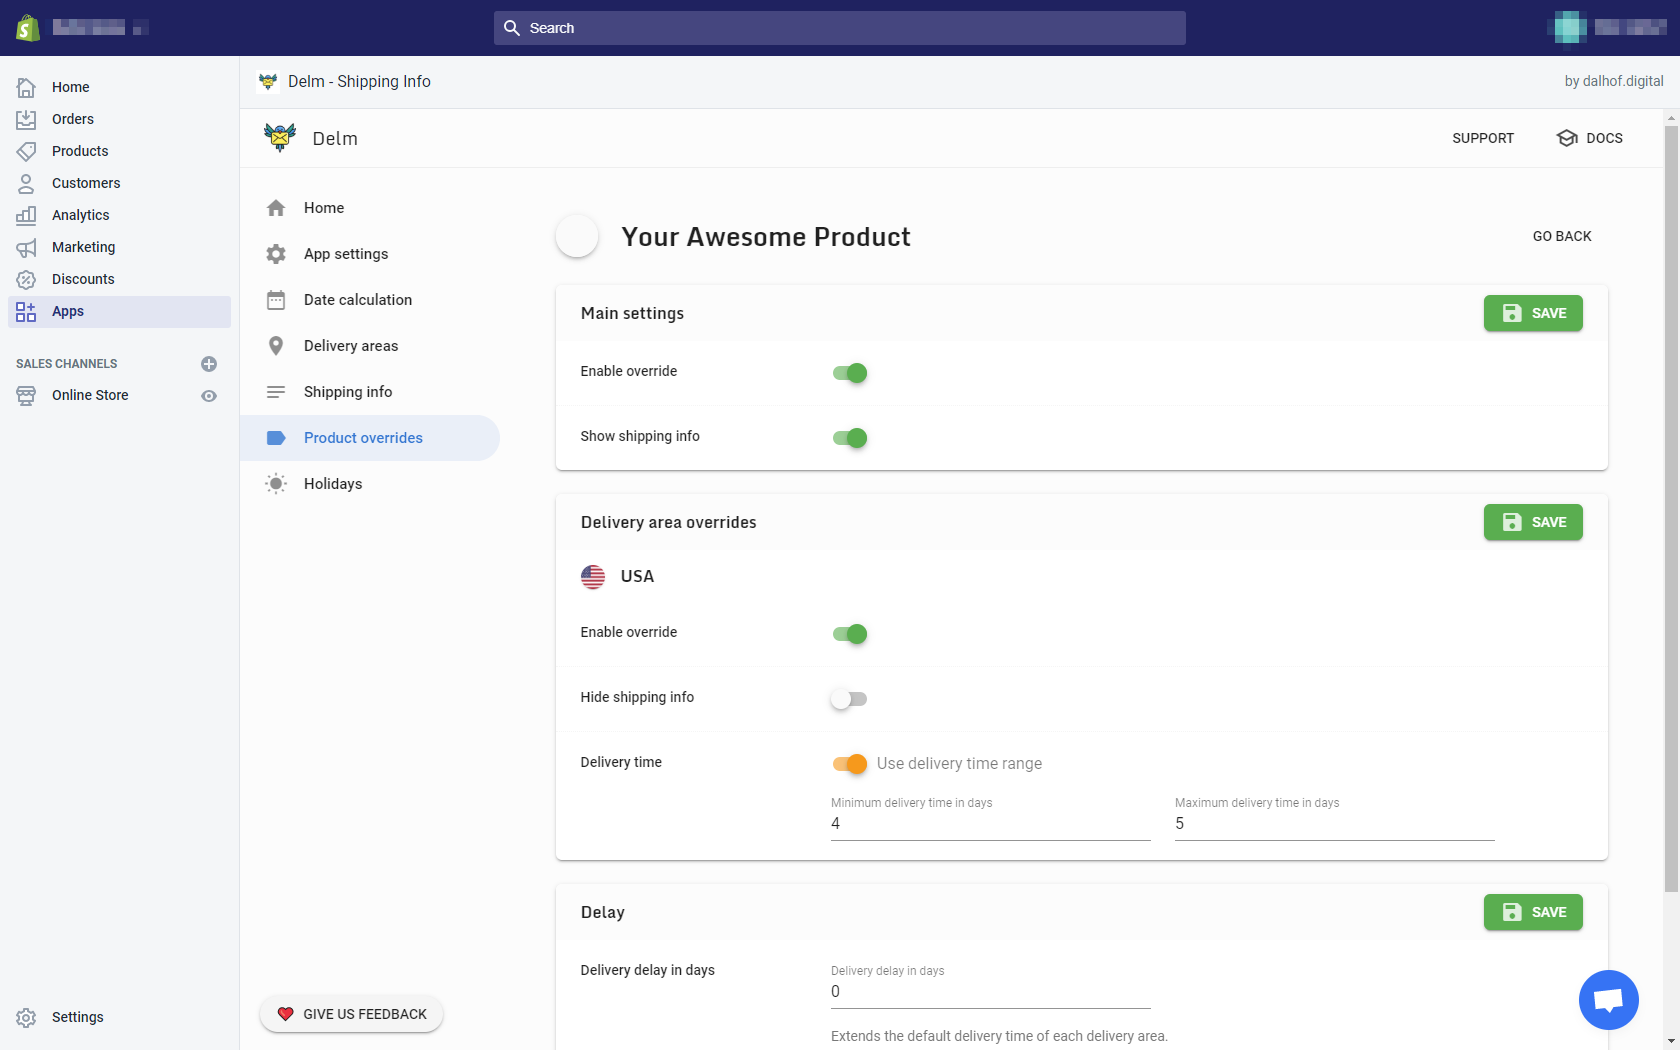 Search
Home
Orders
Products
Customers
Analytics
Marketing
Discounts
Apps
SALES CHANNELS
Online Store
Settings
Delm - Shipping Info
by dalhof.digital
Delm
SUPPORT
DOCS
Home
App settings
Date calculation
Delivery areas
Shipping info
Product overrides
Holidays
GIVE US FEEDBACK
Your Awesome Product
GO BACK
Main settings
SAVE
Enable override
Show shipping info
Delivery area overrides
SAVE
USA
Enable override
Hide shipping info
Delivery time
Use delivery time range
Minimum delivery time in days
4
Maximum delivery time in days
5
Delay
SAVE
Delivery delay in days
Delivery delay in days
0
Extends the default delivery time of each delivery area.